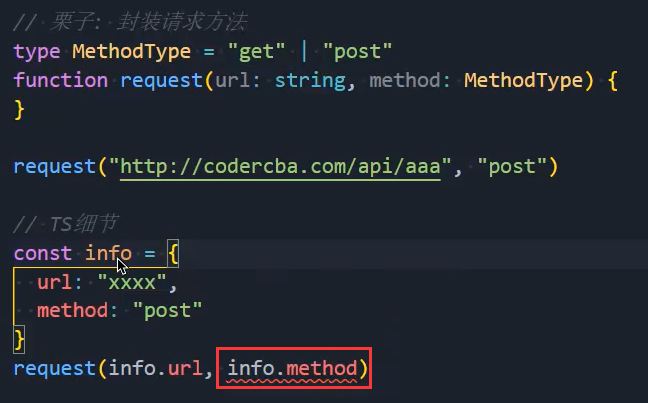 // 栗子: 封装请求方法
type MethodType = "get" | "post"
function request(url: string, method: MethodType) {
}
request("http://codercba.com/api/aaa", "post")
// TS细节
const info = {
  url: "xxxx",
  method: "post"
}
request(info.url, info.method)